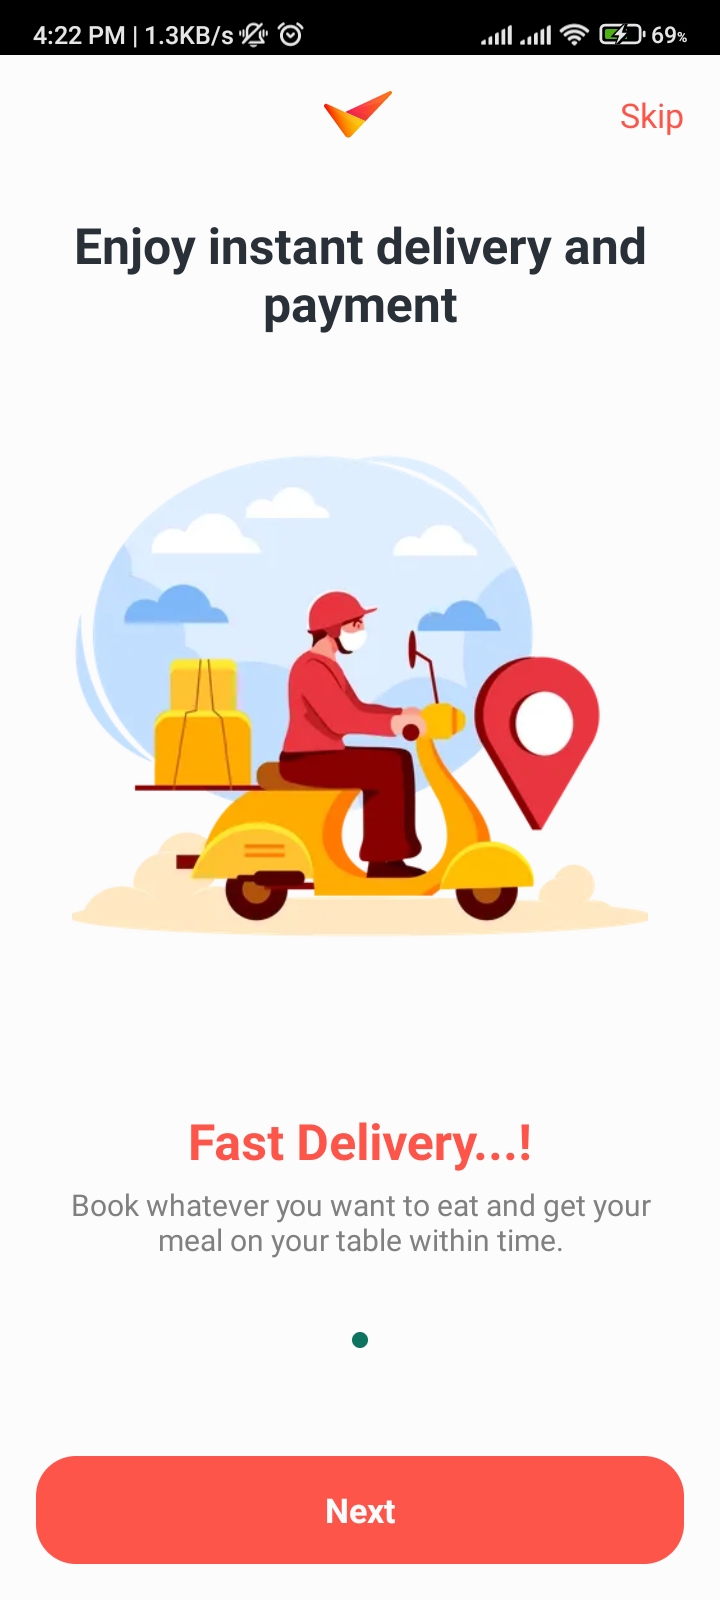 4:22 PM | 1.3KB/s 69%
Skip
Enjoy instant delivery and
payment
Fast Delivery...!
Book whatever you want to eat and get your
meal on your table within time.
Next